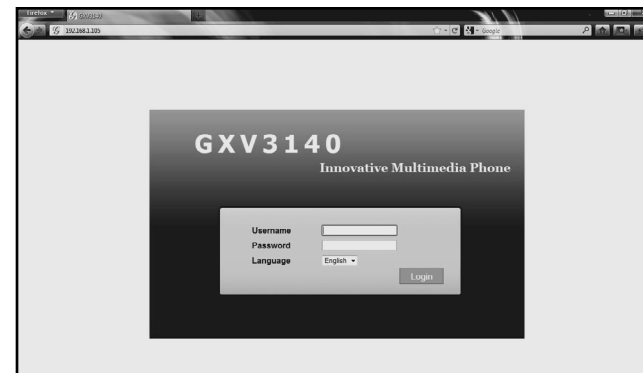 Firefox
GXV3140
192.168.1.105
Google
GXV3140
Innovative Multimedia Phone
Username
Password
Language
English
Login